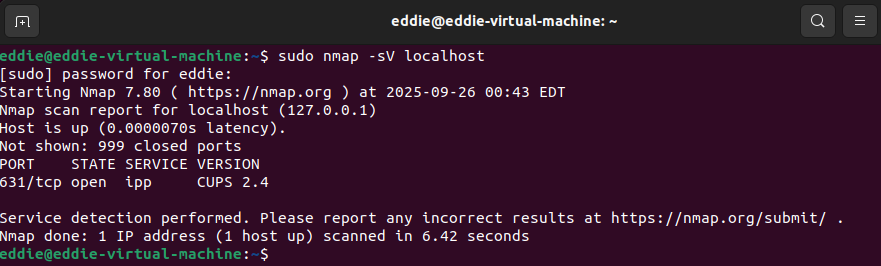 eddie@eddie-virtual-machine: ~
eddie@eddie-virtual-machine:~$ sudo nmap -sV localhost
[sudo] password for eddie:
Starting Nmap 7.80 ( https://nmap.org ) at 2025-09-26 00:43 EDT
Nmap scan report for localhost (127.0.0.1)
Host is up (0.0000070s latency).
Not shown: 999 closed ports
PORT    STATE SERVICE VERSION
631/tcp open  ipp     CUPS 2.4
Service detection performed. Please report any incorrect results at https://nmap.org/submit/ .
Nmap done: 1 IP address (1 host up) scanned in 6.42 seconds
eddie@eddie-virtual-machine:~$